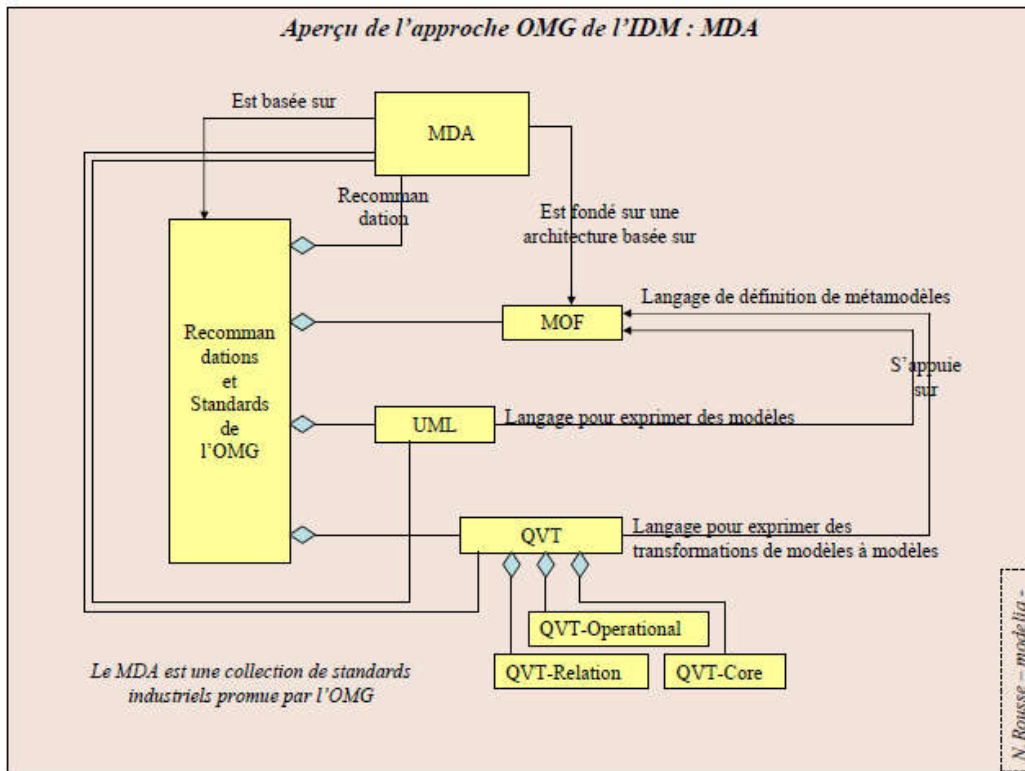 Aperçu de l'approche OMG de l'IDM : MDA
Est basée sur
MDA
Recomman
dation
Est fondé sur une
architecture basée sur
Langage de définition de métamodèles
MOF
Recomman
dations
et
Standards
de
l'OMG
S'appuie
sur
UML
Langage pour exprimer des modèles
QVT
Langage pour exprimer des
transformations de modèles à modèles
QVT-Operational
QVT-Relation
QVT-Core
Le MDA est une collection de standards
industriels promue par l'OMG
N. Rousse – modelia -